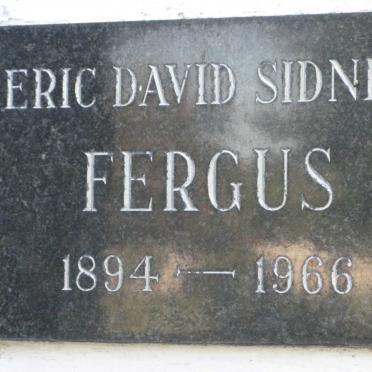 ERIC DAVID SIDN
FERGUS
1894 — 1966